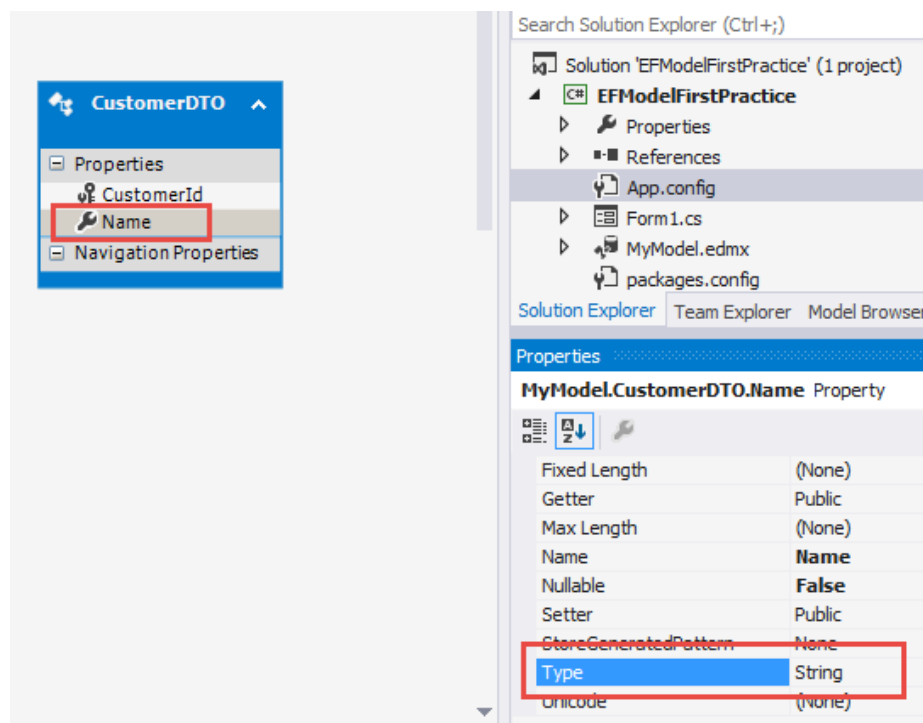 CustomerDTO
Properties
CustomerId
Name
Navigation Properties
Search Solution Explorer (Ctrl+;)
Solution 'EFModelFirstPractice' (1 project)
C# EFModelFirstPractice
Properties
References
App.config
Form1.cs
MyModel.edmx
packages.config
Solution Explorer Team Explorer Model Browser
Properties
MyModel.CustomerDTO.Name Property
Fixed Length (None)
Getter Public
Max Length (None)
Name Name
Nullable False
Setter Public
StoreGeneratedPattern None
Type String
Unicode (None)